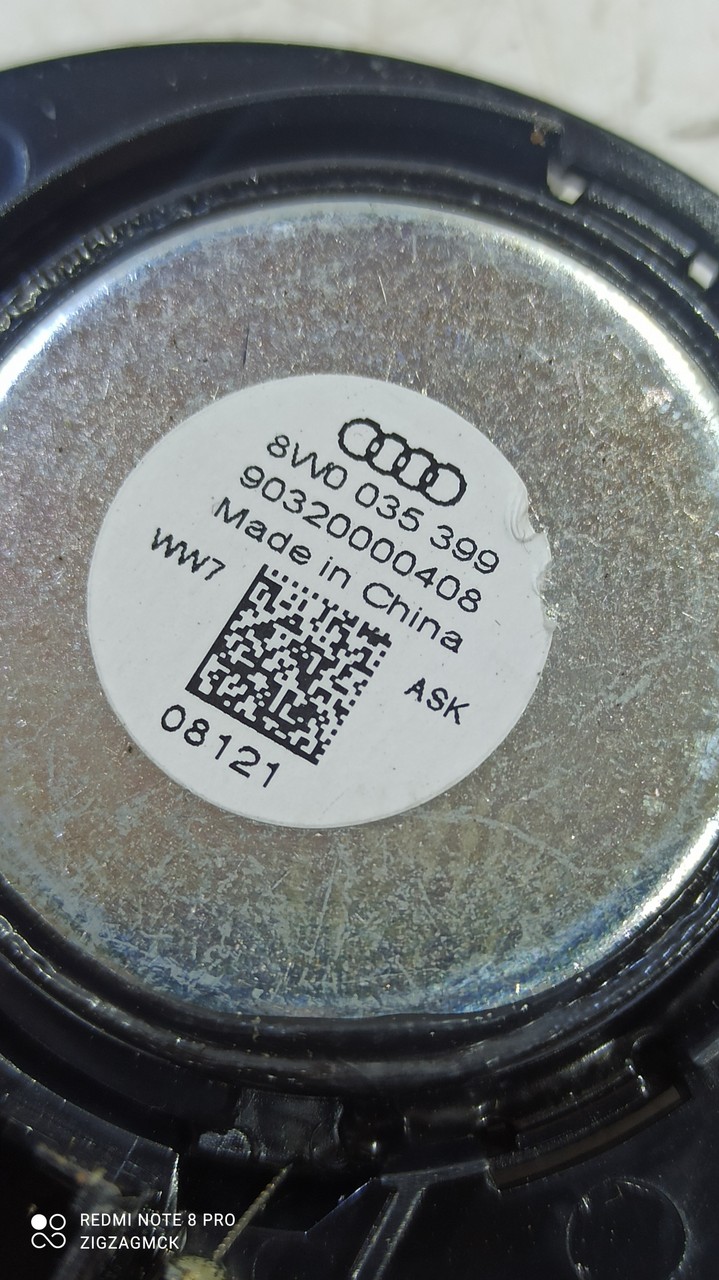 8W0 035 399
90320000408
Made in China
WW7
ASK
08121
REDMI NOTE 8 PRO
ZIGZAGMCK